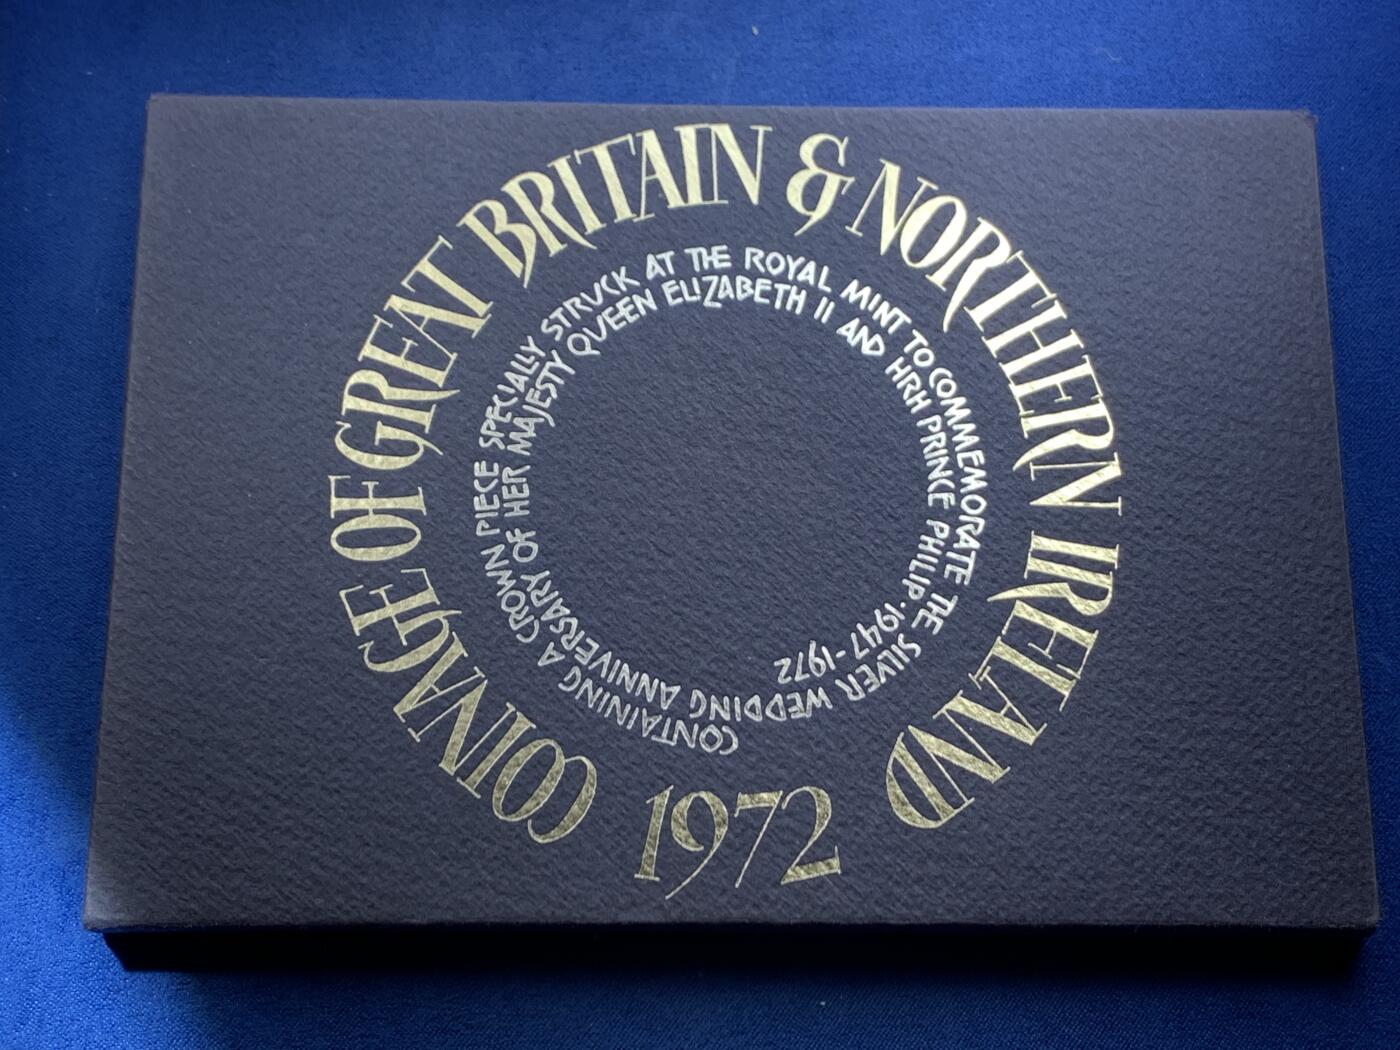 COINAGE OF GREAT BRITAIN & NORTHERN IRELAND
1972
CONTAINING A CROWN PIECE SPECIALLY STRUCK AT THE ROYAL MINT TO COMMEMORATE THE SILVER WEDDING ANNIVERSARY OF HER MAJESTY QUEEN ELIZABETH II AND HRH PRINCE PHILIP · 1947-1972